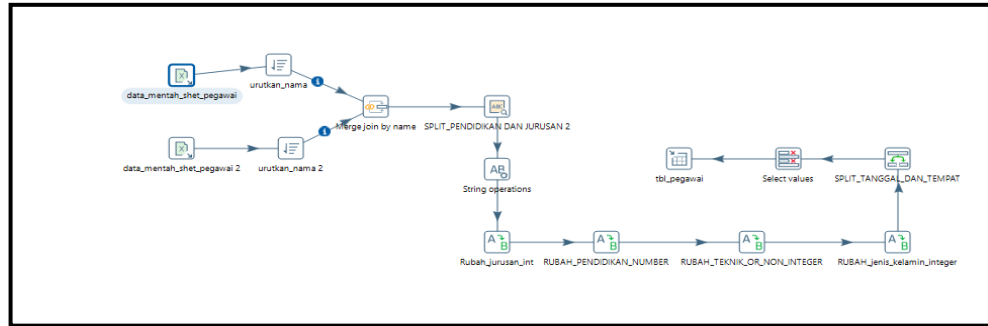 urutkan_nama
data_mentah_shet_pegawai
Merge join by name
SPLIT_PENDIDIKAN DAN JURUSAN 2
data_mentah_shet_pegawai 2
urutkan_nama 2
String operations
tbl_pegawai
Select values
SPLIT_TANGGAL_DAN_TEMPAT
Rubah_jurusan_int
RUBAH_PENDIDIKAN_NUMBER
RUBAH_TEKNIK_OR_NON_INTEGER
RUBAH_jenis_kelamin_integer